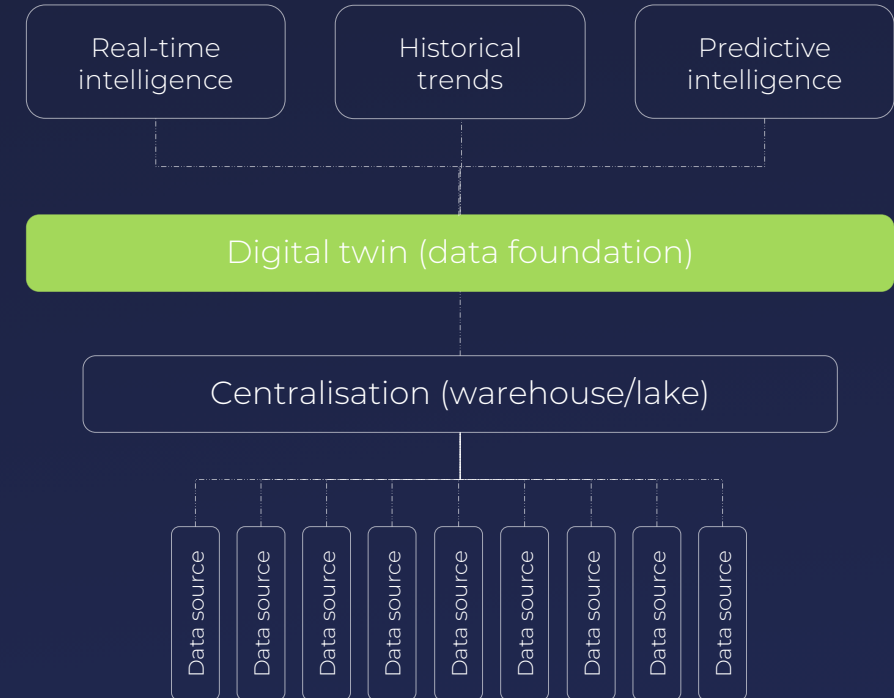 Real-time
intelligence
Historical
trends
Predictive
intelligence
Digital twin (data foundation)
Centralisation (warehouse/lake)
Data source
Data source
Data source
Data source
Data source
Data source
Data source
Data source
Data source